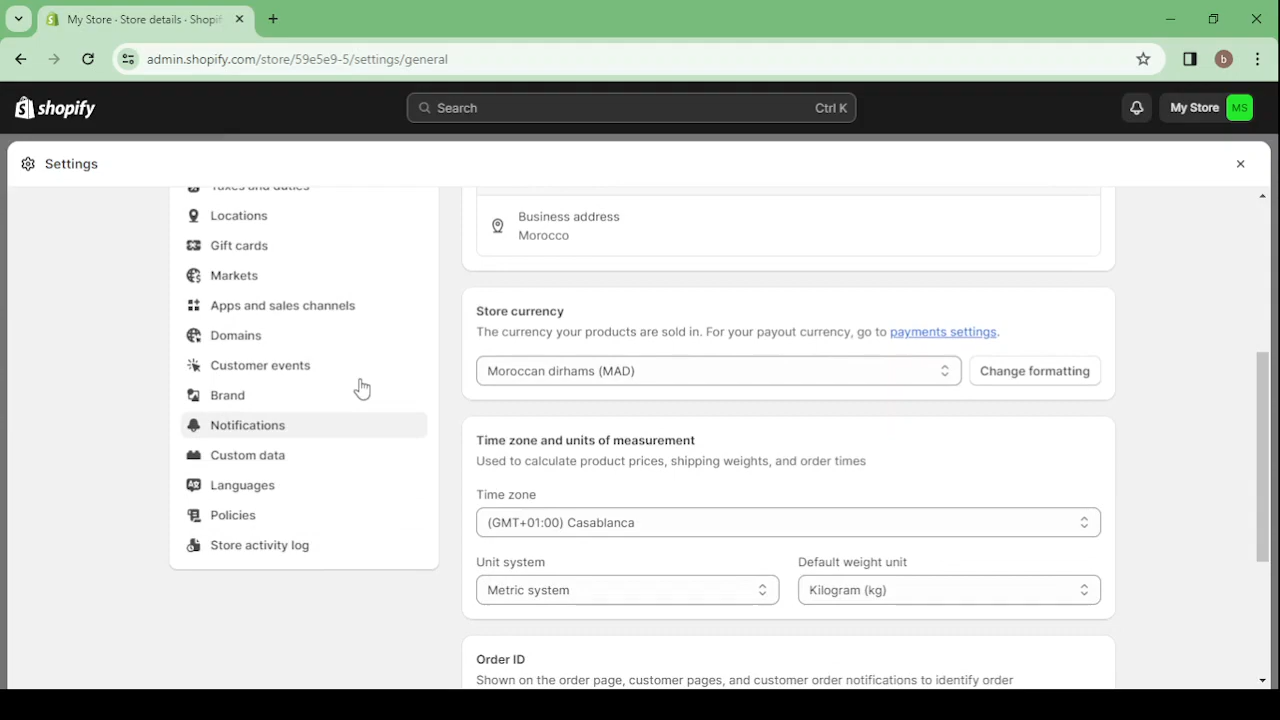 My Store · Store details · Shopif
admin.shopify.com/store/59e5e9-5/settings/general
b
shopify
Search
Ctrl K
My Store
MS
Settings
Taxes and duties
Locations
Gift cards
Markets
Apps and sales channels
Domains
Customer events
Brand
Notifications
Custom data
Languages
Policies
Store activity log
Business address
Morocco
Store currency
The currency your products are sold in. For your payout currency, go to payments settings.
Moroccan dirhams (MAD)
Change formatting
Time zone and units of measurement
Used to calculate product prices, shipping weights, and order times
Time zone
(GMT+01:00) Casablanca
Unit system
Default weight unit
Metric system
Kilogram (kg)
Order ID
Shown on the order page, customer pages, and customer order notifications to identify order